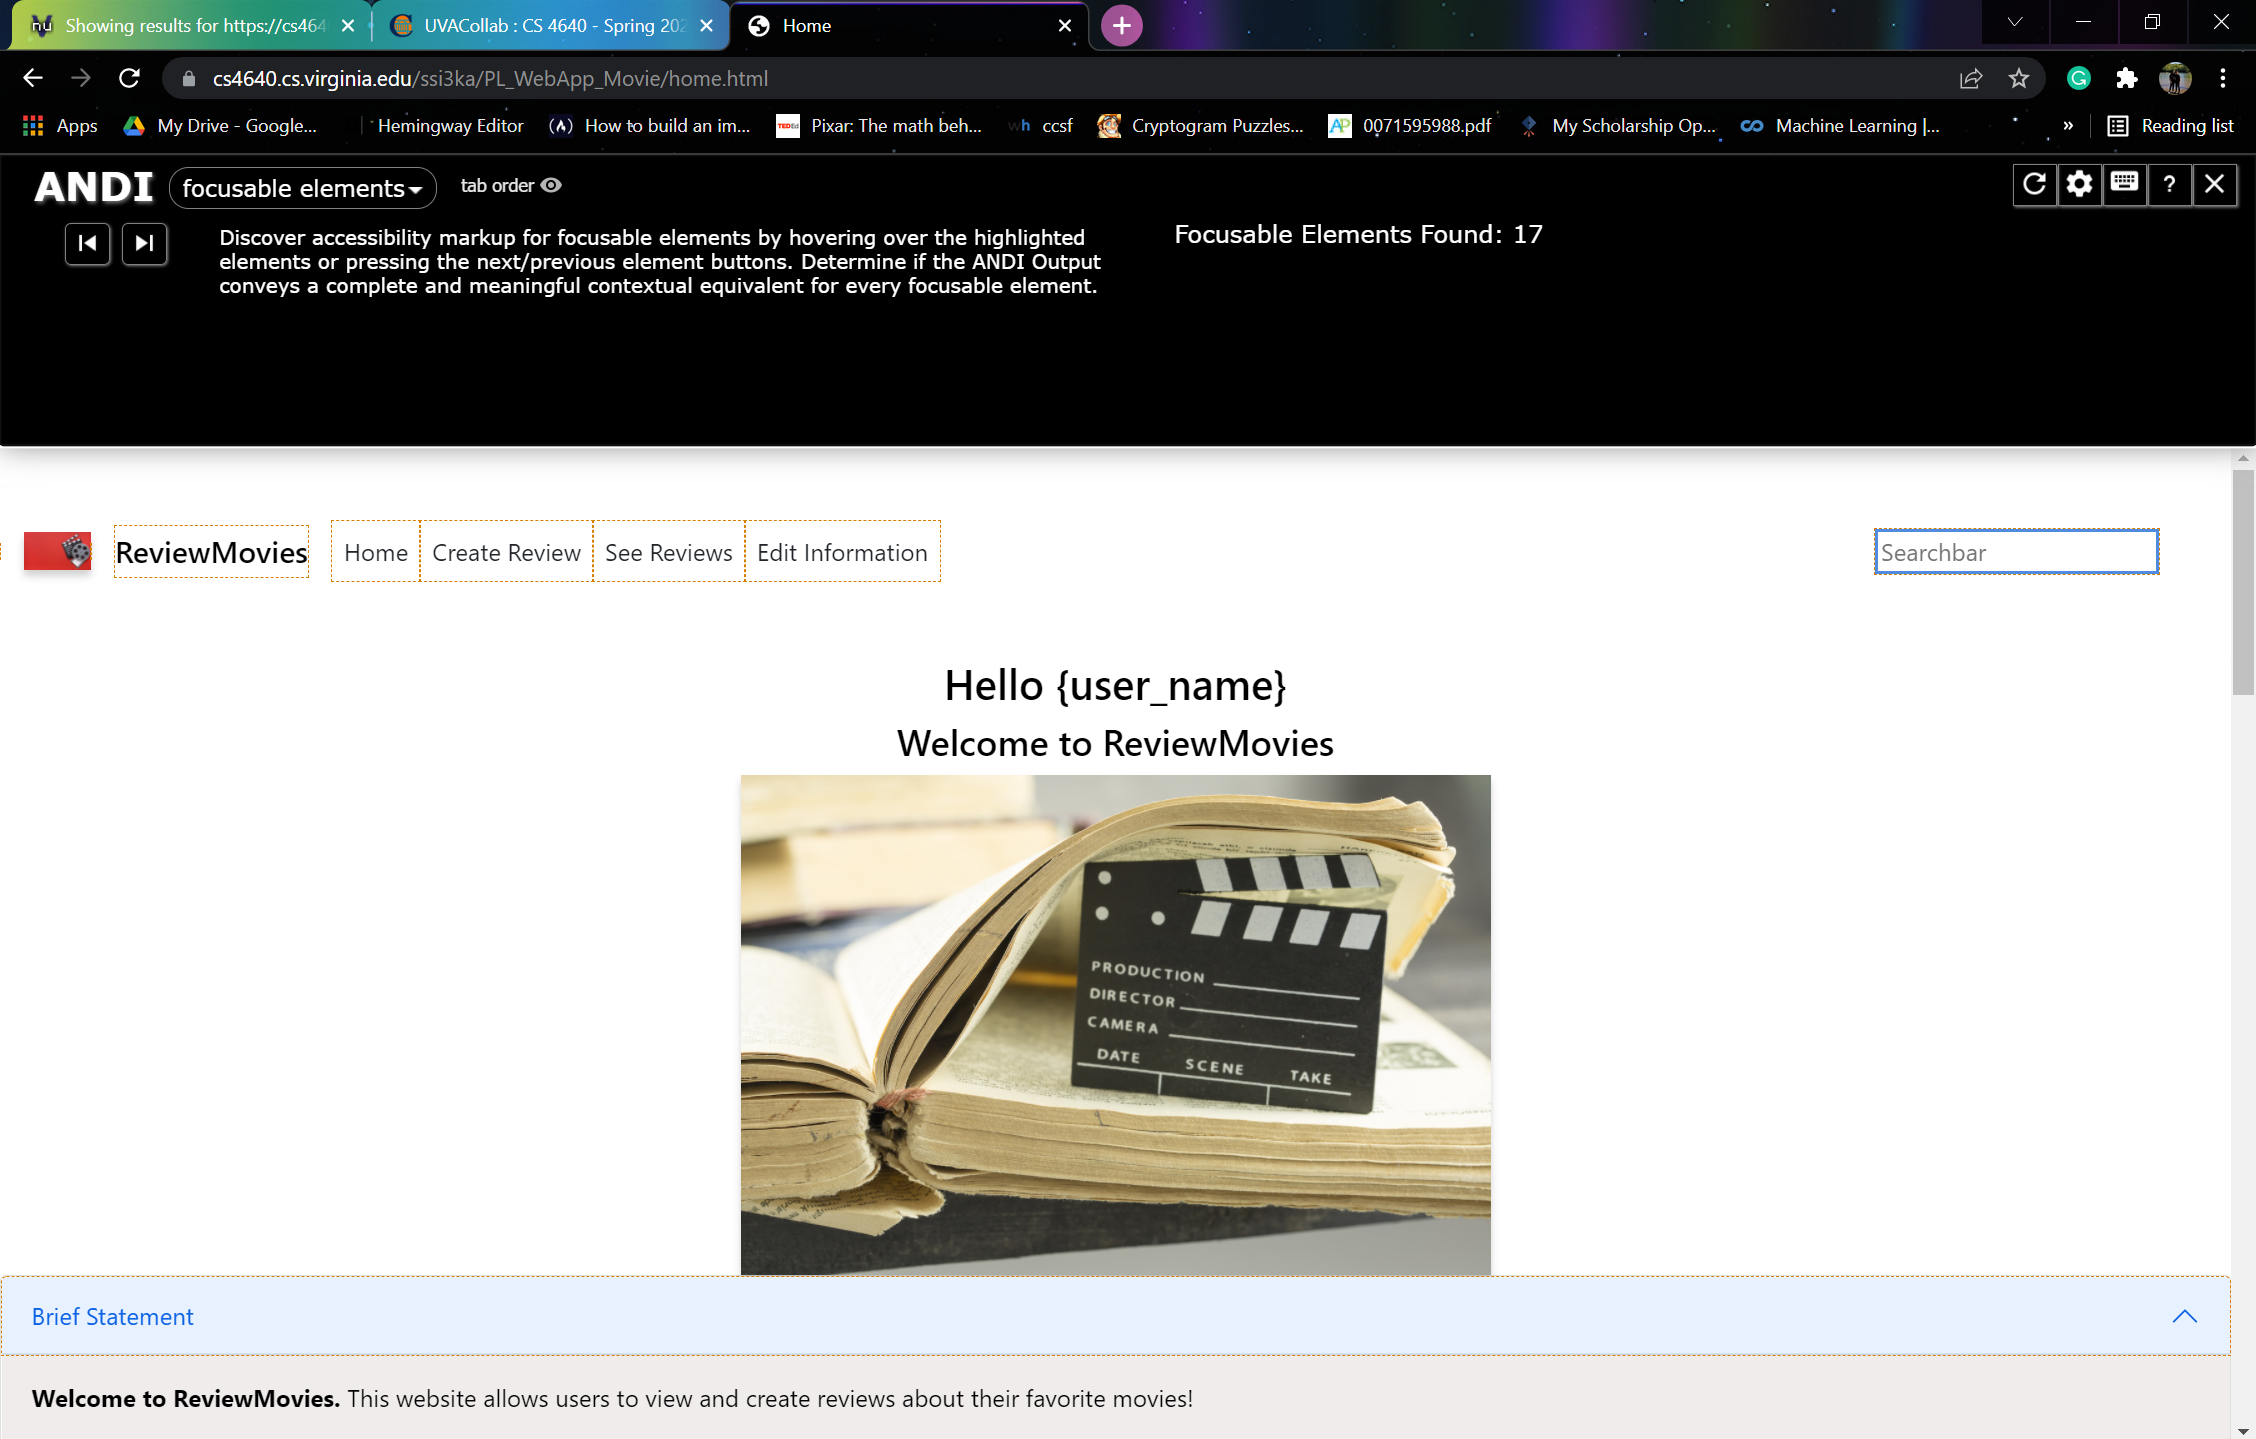 Showing results for https://cs464
UVACollab : CS 4640 - Spring 202
Home
cs4640.cs.virginia.edu/ssi3ka/PL_WebApp_Movie/home.html
Apps
My Drive - Google...
Hemingway Editor
How to build an im...
Pixar: The math beh...
wh ccsf
Cryptogram Puzzles...
0071595988.pdf
My Scholarship Op...
Machine Learning |...
»
Reading list
ANDI
focusable elements
tab order
?
Discover accessibility markup for focusable elements by hovering over the highlighted
elements or pressing the next/previous element buttons. Determine if the ANDI Output
conveys a complete and meaningful contextual equivalent for every focusable element.
Focusable Elements Found: 17
ReviewMovies
Home
Create Review
See Reviews
Edit Information
Searchbar
Hello {user_name}
Welcome to ReviewMovies
PRODUCTION
DIRECTOR
CAMERA
DATE SCENE TAKE
Brief Statement
Welcome to ReviewMovies. This website allows users to view and create reviews about their favorite movies!